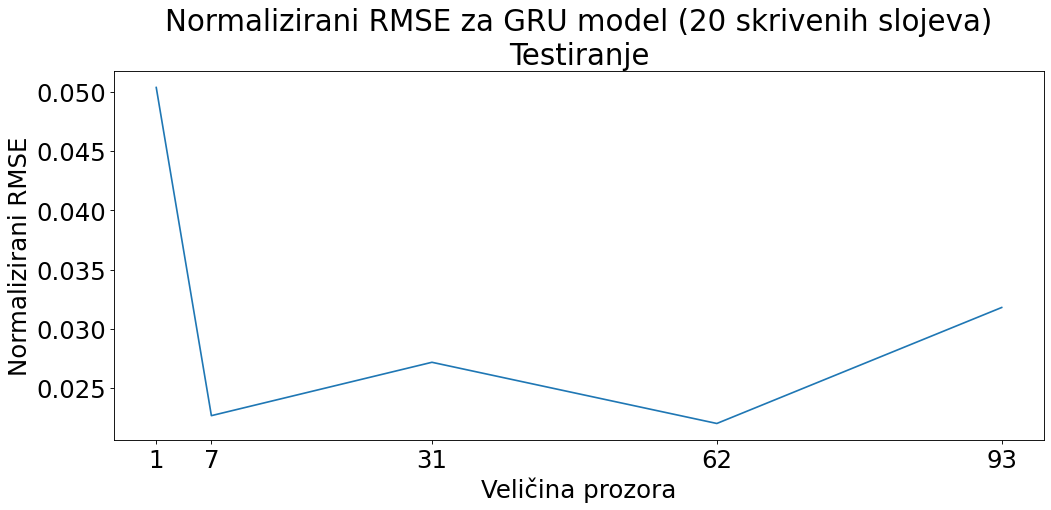 Normalizirani RMSE za GRU model (20 skrivenih slojeva)
Testiranje
Normalizirani RMSE
0.050
0.045
0.040
0.035
0.030
0.025
1 7 31 62 93
Veličina prozora